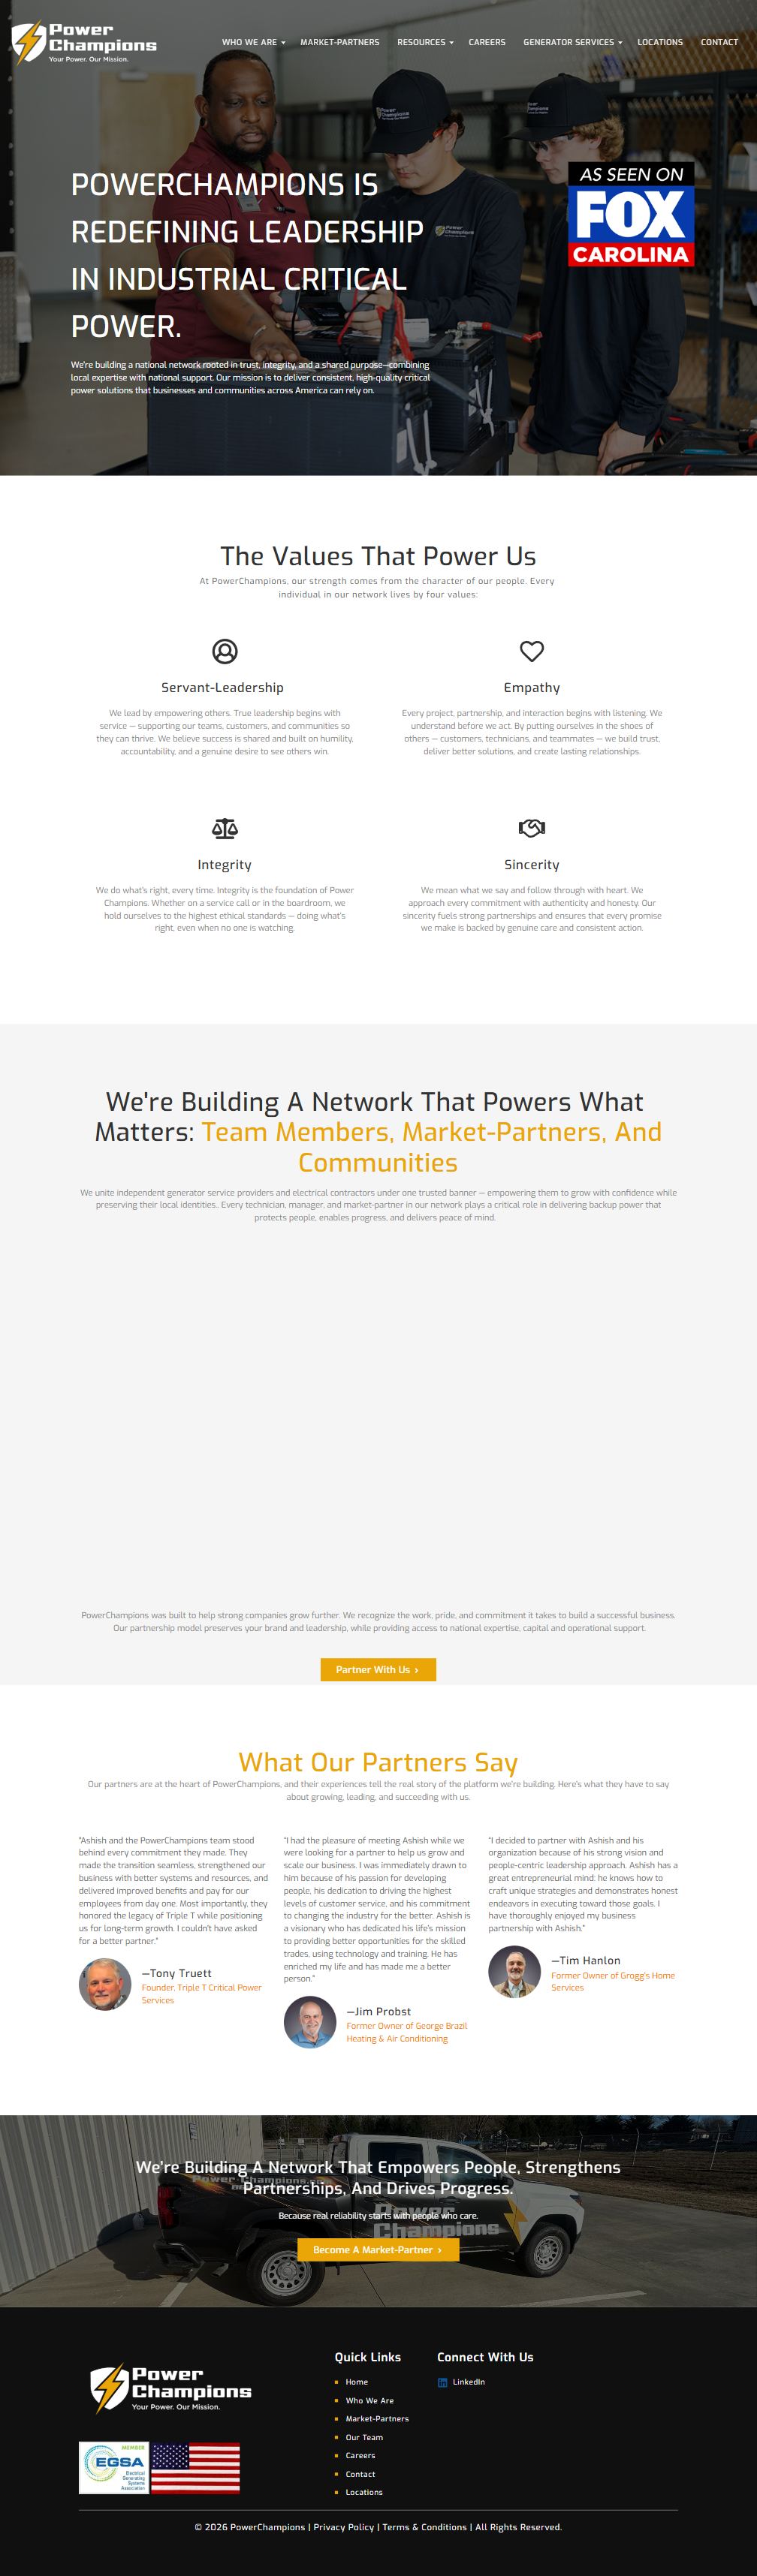 Power
Champions
Your Power. Our Mission.
WHO WE ARE
MARKET-PARTNERS
RESOURCES
CAREERS
GENERATOR SERVICES
LOCATIONS
CONTACT
POWERCHAMPIONS IS
REDEFINING LEADERSHIP
IN INDUSTRIAL CRITICAL
POWER.
We're building a national network rooted in trust, integrity, and a shared purpose—combining
local expertise with national support. Our mission is to deliver consistent, high-quality critical
power solutions that businesses and communities across America can rely on.
AS SEEN ON
FOX
CAROLINA
The Values That Power Us
At PowerChampions, our strength comes from the character of our people. Every
individual in our network lives by four values:
Servant-Leadership
We lead by empowering others. True leadership begins with
service — supporting our teams, customers, and communities so
they can thrive. We believe success is shared and built on humility,
accountability, and a genuine desire to see others win.
Empathy
Every project, partnership, and interaction begins with listening. We
understand before we act. By putting ourselves in the shoes of
others — customers, technicians, and teammates — we build trust,
deliver better solutions, and create lasting relationships.
Integrity
We do what's right, every time. Integrity is the foundation of Power
Champions. Whether on a service call or in the boardroom, we
hold ourselves to the highest ethical standards — doing what's
right, even when no one is watching.
Sincerity
We mean what we say and follow through with heart. We
approach every commitment with authenticity and honesty. Our
sincerity fuels strong partnerships and ensures that every promise
we make is backed by genuine care and consistent action.
We're Building A Network That Powers What
Matters: Team Members, Market-Partners, And
Communities
We unite independent generator service providers and electrical contractors under one trusted banner — empowering them to grow with confidence while
preserving their local identities.. Every technician, manager, and market-partner in our network plays a critical role in delivering backup power that
protects people, enables progress, and delivers peace of mind.
PowerChampions was built to help strong companies grow further. We recognize the work, pride, and commitment it takes to build a successful business.
Our partnership model preserves your brand and leadership, while providing access to national expertise, capital and operational support.
Partner With Us ›
What Our Partners Say
Our partners are at the heart of PowerChampions, and their experiences tell the real story of the platform we're building. Here's what they have to say
about growing, leading, and succeeding with us.
"Ashish and the PowerChampions team stood
behind every commitment they made. They
made the transition seamless, strengthened our
business with better systems and resources, and
delivered improved benefits and pay for our
employees from day one. Most importantly, they
honored the legacy of Triple T while positioning
us for long-term growth. I couldn't have asked
for a better partner."
—Tony Truett
Founder, Triple T Critical Power
Services
"I had the pleasure of meeting Ashish while we
were looking for a partner to help us grow and
scale our business. I was immediately drawn to
him because of his passion for developing
people, his dedication to driving the highest
levels of customer service, and his commitment
to changing the industry for the better. Ashish is
a visionary who has dedicated his life's mission
to providing better opportunities for the skilled
trades, using technology and training. He has
enriched my life and has made me a better
person."
—Jim Probst
Former Owner of George Brazil
Heating & Air Conditioning
"I decided to partner with Ashish and his
organization because of his strong vision and
people-centric leadership approach. Ashish has a
great entrepreneurial mind: he knows how to
craft unique strategies and demonstrates honest
endeavors in executing toward those goals. I
have thoroughly enjoyed my business
partnership with Ashish."
—Tim Hanlon
Former Owner of Grogg's Home
Services
We're Building A Network That Empowers People, Strengthens
Partnerships, And Drives Progress.
Because real reliability starts with people who care.
Power
Champions
Become A Market-Partner ›
Power
Champions
Your Power. Our Mission.
MEMBER
EGSA
Electrical
Generating
Systems
Association
Quick Links
Home
Who We Are
Market-Partners
Our Team
Careers
Contact
Locations
Connect With Us
LinkedIn
© 2026 PowerChampions | Privacy Policy | Terms & Conditions | All Rights Reserved.